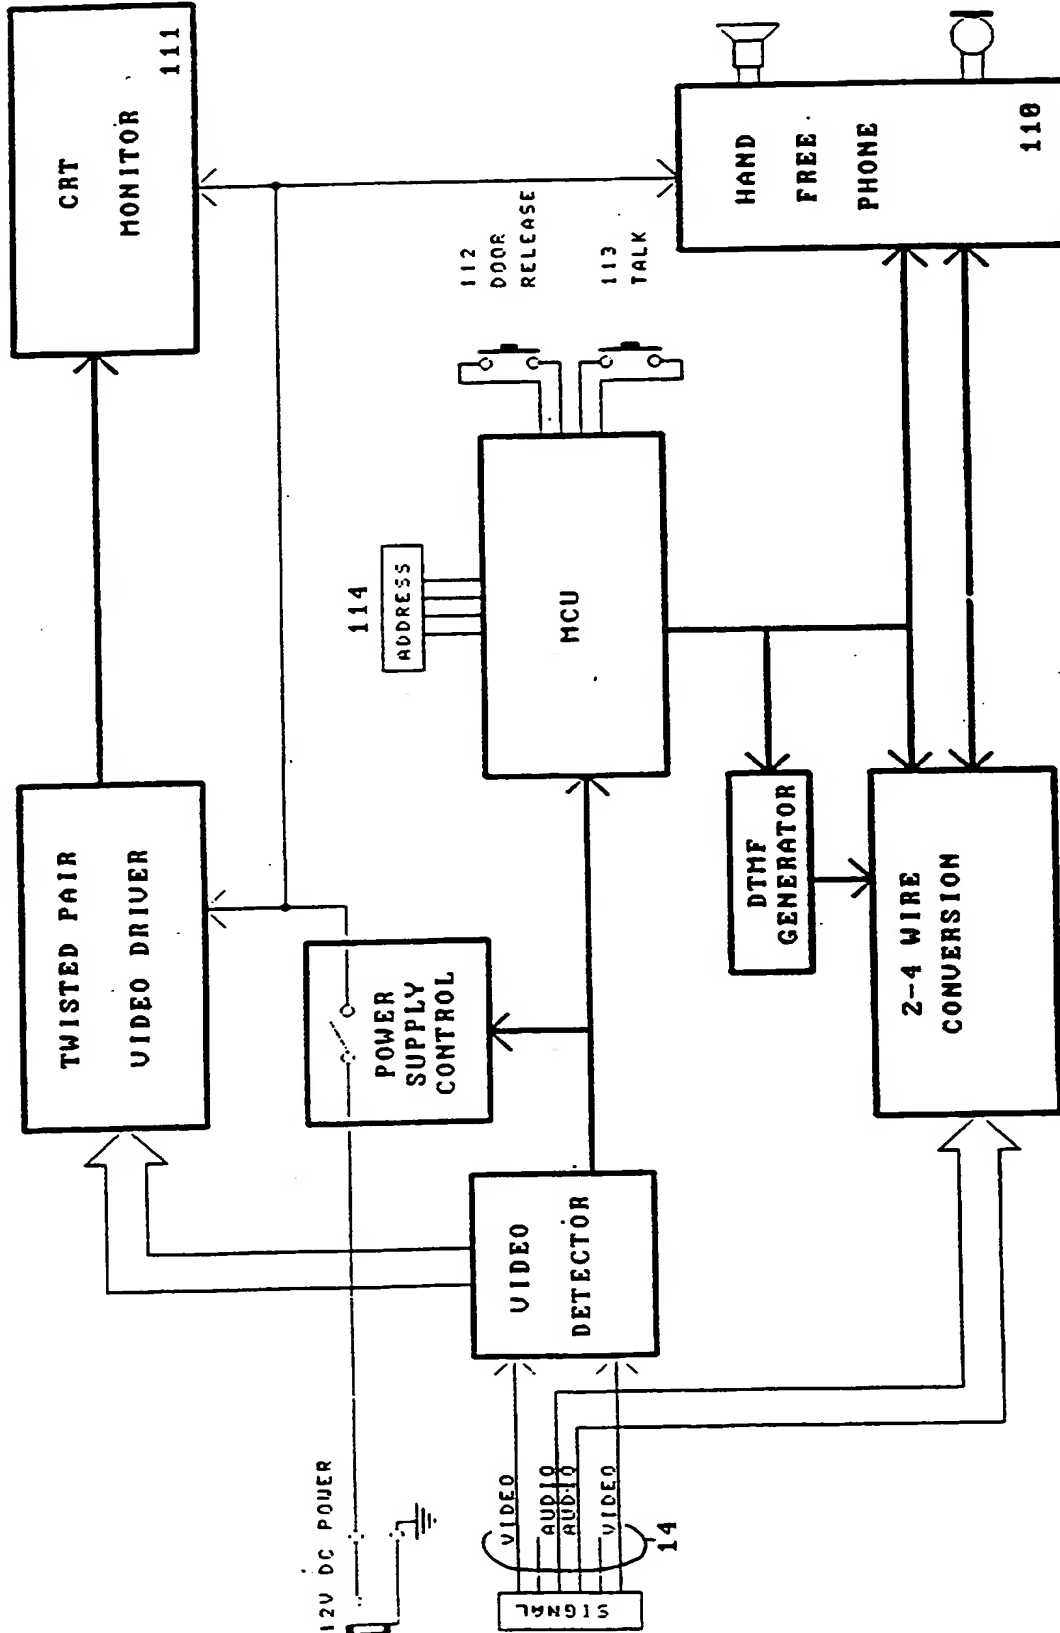 CRT
MONITOR
111
HAND
FREE
PHONE
110
112
DOOR
RELEASE
113
TALK
114
ADDRESS
MCU
TWISTED PAIR
VIDEO DRIVER
POWER
SUPPLY
CONTROL
DTMF
GENERATOR
2-4 WIRE
CONVERSION
VIDEO
DETECTOR
12V DC POWER
VIDEO
AUDIO
AUDIO
VIDEO
14
SIGNAL